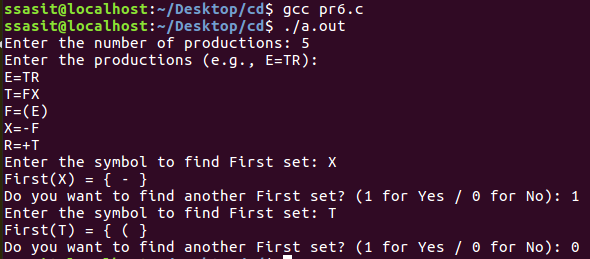 ssasit@localhost:~/Desktop/cd$ gcc pr6.c
ssasit@localhost:~/Desktop/cd$ ./a.out
Enter the number of productions: 5
Enter the productions (e.g., E=TR):
E=TR
T=FX
F=(E)
X=-F
R=+T
Enter the symbol to find First set: X
First(X) = { - }
Do you want to find another First set? (1 for Yes / 0 for No): 1
Enter the symbol to find First set: T
First(T) = { ( }
Do you want to find another First set? (1 for Yes / 0 for No): 0